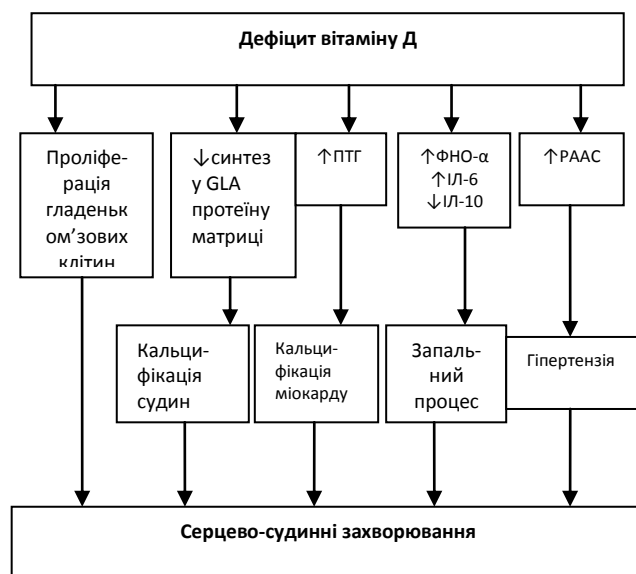 Дефіцит вітаміну Д
Проліфе-
рація
гладеньк
ом’зових
клітин
↓синтез
у GLA
протеїну
матриці
↑ПТГ
↑ФНО-α
↑ІЛ-6
↓ІЛ-10
↑РААС
Кальци-
фікація
судин
Кальци-
фікація
міокарду
Запаль-
ний
процес
Гіпертензія
Серцево-судинні захворювання